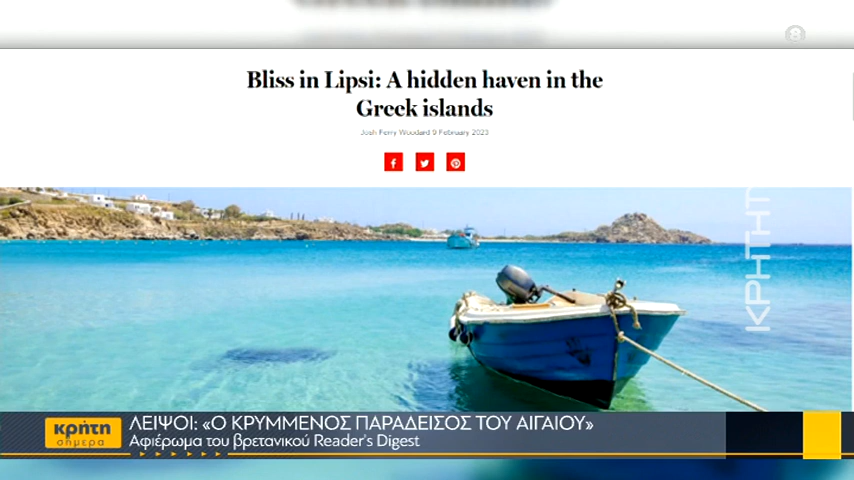 8
Bliss in Lipsi: A hidden haven in the
Greek islands
Josh Ferry Woodard 9 February 2023
ΚΡΗΤΗ
κρήτη
σήμερα
ΛΕΙΨΟΙ: «Ο ΚΡΥΜΜΕΝΟΣ ΠΑΡΑΔΕΙΣΟΣ ΤΟΥ ΑΙΓΑΙΟΥ»
Αφιέρωμα του βρετανικού Reader's Digest